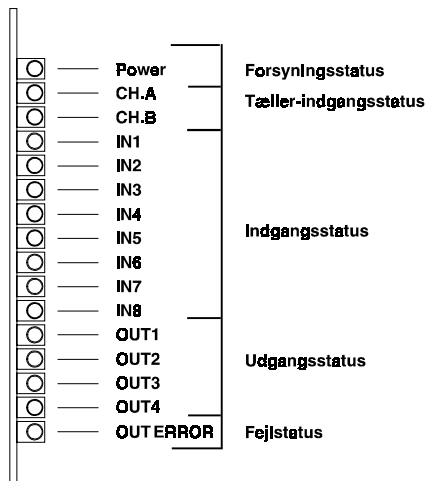 Power Forsyningsstatus
CH.A Tæller-indgangsstatus
CH.B
IN1
IN2
IN3
IN4
IN5 Indgangsstatus
IN6
IN7
IN8
OUT1
OUT2 Udgangsstatus
OUT3
OUT4
OUT ERROR Fejlstatus